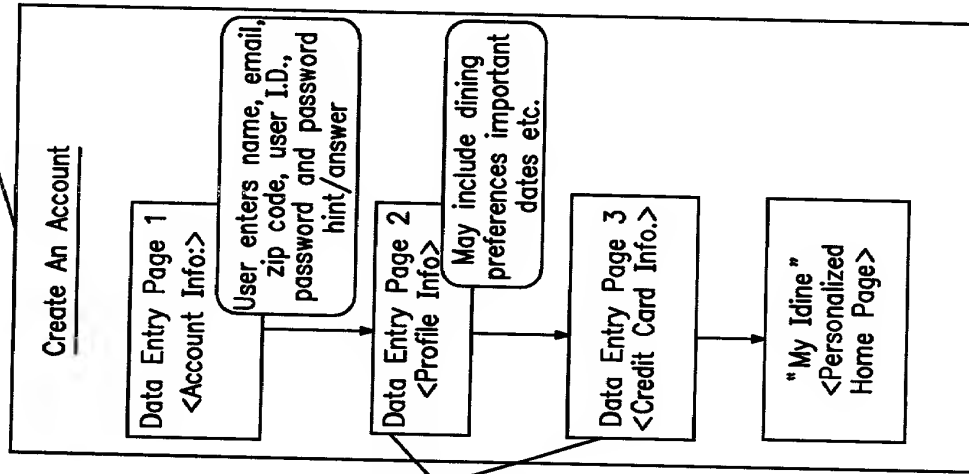 Create An Account
Data Entry Page 1
<Account Info:>
User enters name, email,
zip code, user I.D.,
password and password
hint/answer
Data Entry Page 2
<Profile Info>
May include dining
preferences important
dates etc.
Data Entry Page 3
<Credit Card Info.>
"My Idine"
<Personalized
Home Page>